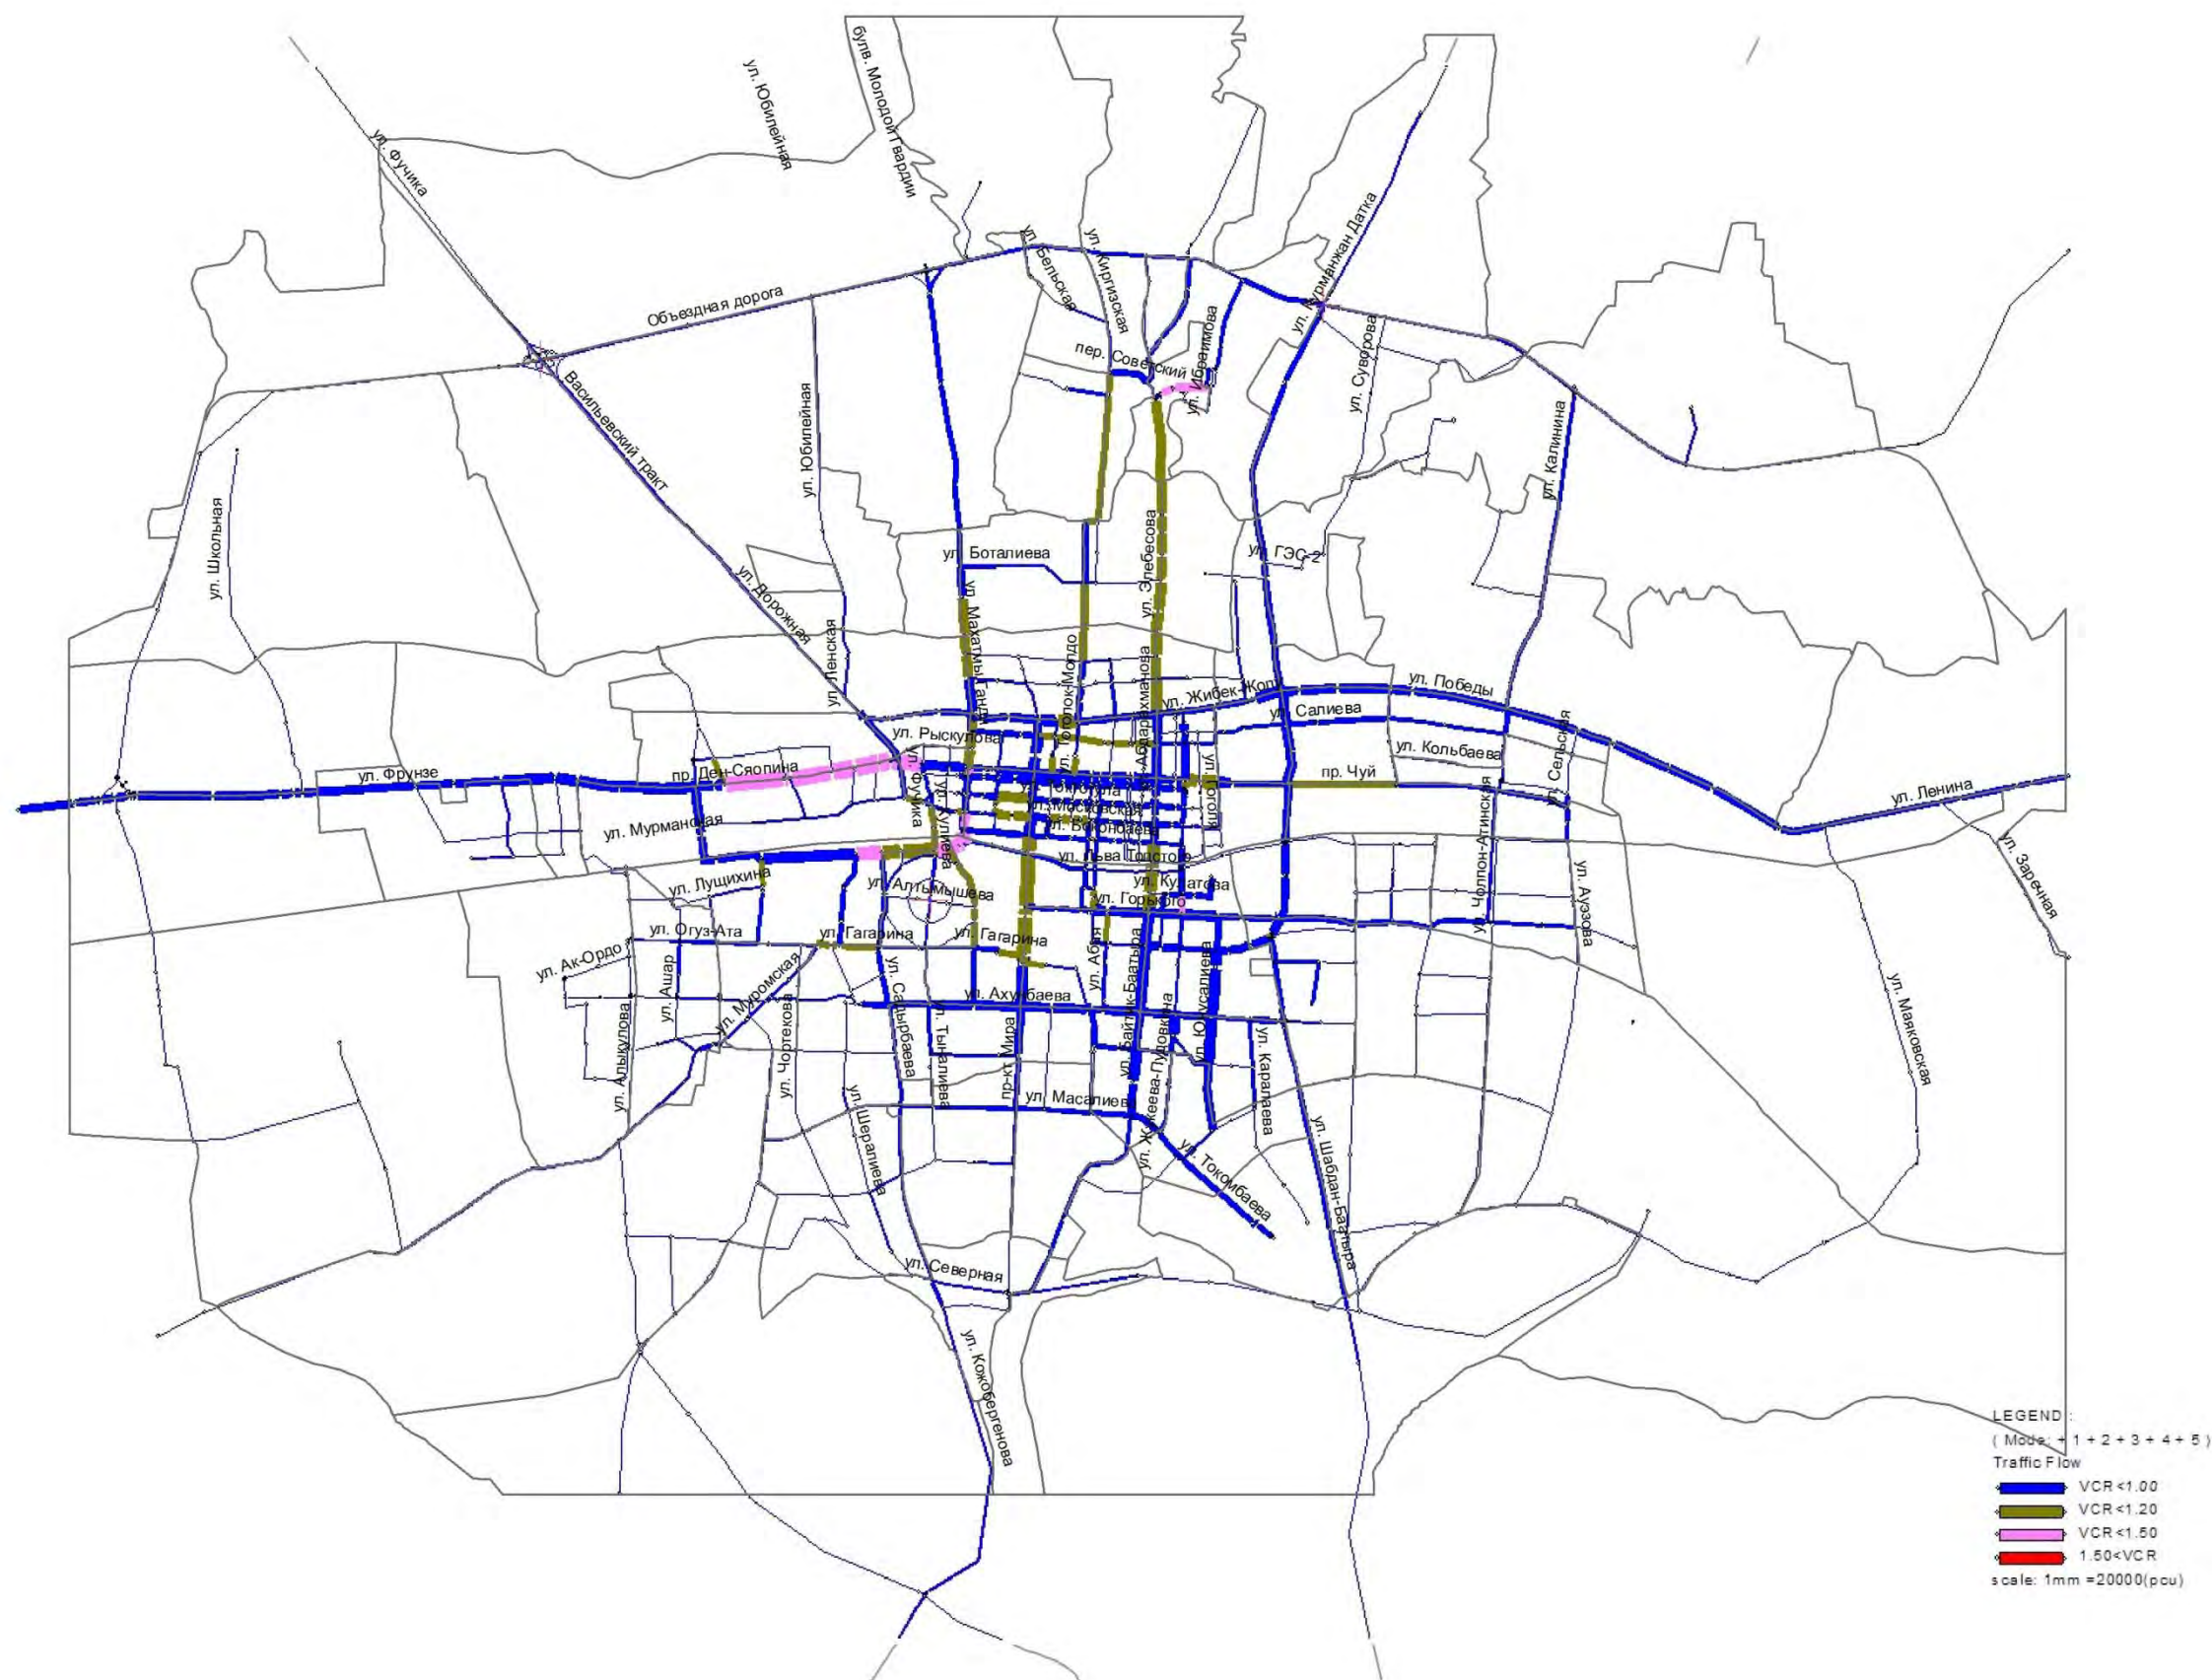 ул. Юбилейная
булв. Молодой Гвардии
ул. Фучика
ул. Бельская
ул. Киргизская
ул. Курманжан Датка
Объездная дорога
пер. Советский
ул. Ибраимова
ул. Суворова
Васильевский тракт
ул. Юбилейная
ул. Калинина
ул. Школьная
ул. Боталиева
ул. Элебесова
ул. ГЭС-2
ул. Дорожная
ул. Махатмы Ганди
ул. Ленская
ул. Жибек-Жолу
ул. Победы
ул. Салиева
ул. Рыскулова
ул. Кольбаева
ул. Сельская
ул. Фрунзе
пр. Ден-Сяопина
пр. Чуй
ул. Ленина
ул. Фучика
ул. Кулиева
ул. Токтогула
ул. Московская
ул. Боконбаева
ул. Гоголя
ул. Мурманская
ул. Льва Толстого
ул. Чолпон-Атинская
ул. Заречная
ул. Лущихина
ул. Алтымышева
ул. Кулатова
ул. Горького
ул. Ауэзова
ул. Огуз-Ата
ул. Гагарина
ул. Гагарина
ул. Ак-Ордо
ул. Ашар
ул. Муромская
ул. Садырбаева
ул. Абая
ул. Байтик-Баатыра
ул. Юнусалиева
ул. Ахунбаева
ул. Маяковская
ул. Алыкулова
ул. Чортекова
ул. Тыналиева
пр-кт Мира
ул. Каралаева
ул. Шералиева
ул. Масалиева
ул. Токомбаева
ул. Шабдан-Баатыра
ул. Северная
ул. Кожобергенова
LEGEND :
( Mode: + 1 + 2 + 3 + 4 + 5 )
Traffic Flow
VCR<1.00
VCR<1.20
VCR<1.50
1.50<VCR
scale: 1mm =20000(pcu)